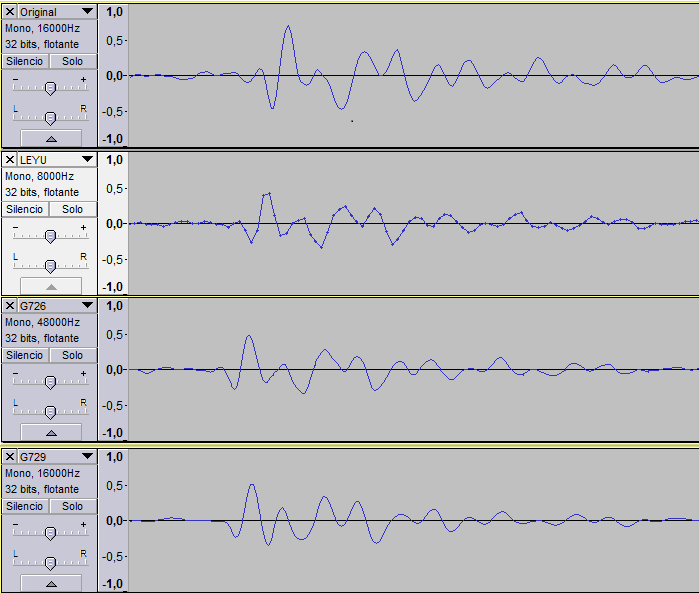 Original
Mono, 16000Hz
32 bits, flotante
Silencio Solo
- +
L R
1,0
0,5-
0,0-
-0,5-
-1,0
LEYU
Mono, 8000Hz
32 bits, flotante
Silencio Solo
- +
L R
1,0
0,5-
0,0-
-0,5-
-1,0
G726
Mono, 48000Hz
32 bits, flotante
Silencio Solo
- +
L R
1,0
0,5-
0,0-
-0,5-
-1,0
G729
Mono, 16000Hz
32 bits, flotante
Silencio Solo
- +
L R
1,0
0,5-
0,0-
-0,5-
-1,0